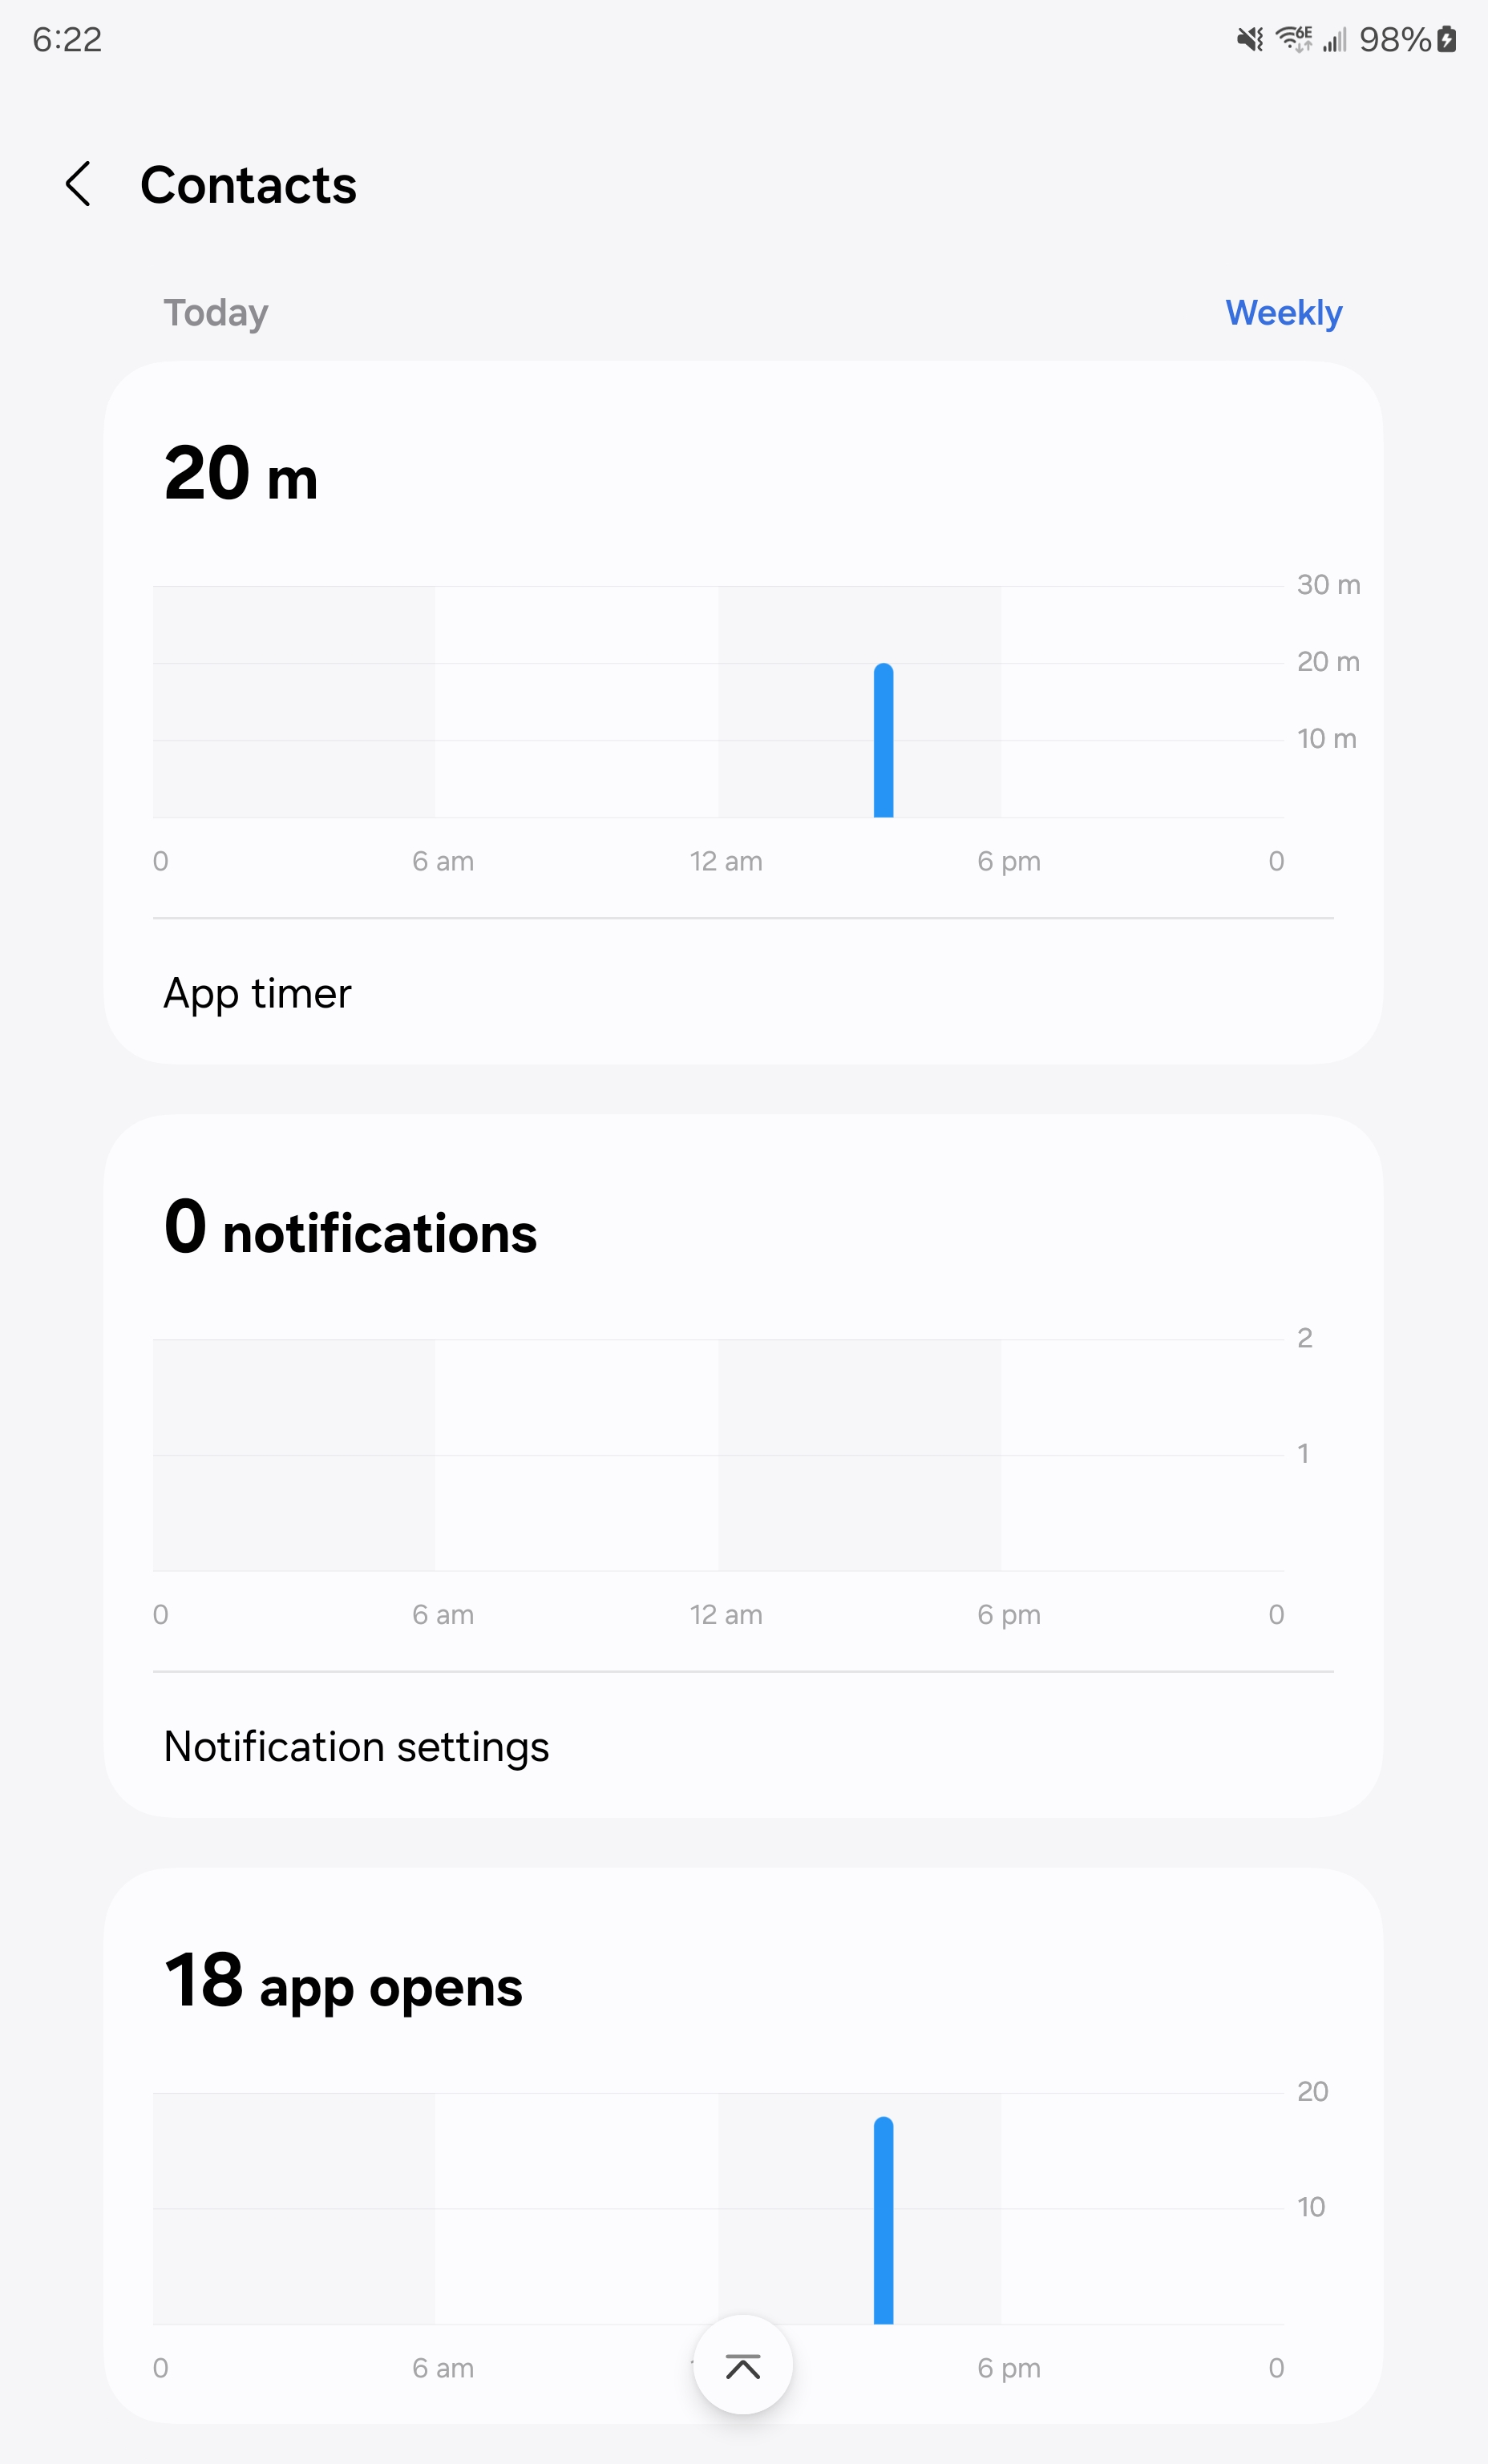 6:22 6E 98%
Contacts
Today Weekly
20 m
30 m
20 m
10 m
0 6 am 12 am 6 pm 0
App timer
0 notifications
2
1
0 6 am 12 am 6 pm 0
Notification settings
18 app opens
20
10
0 6 am 6 pm 0